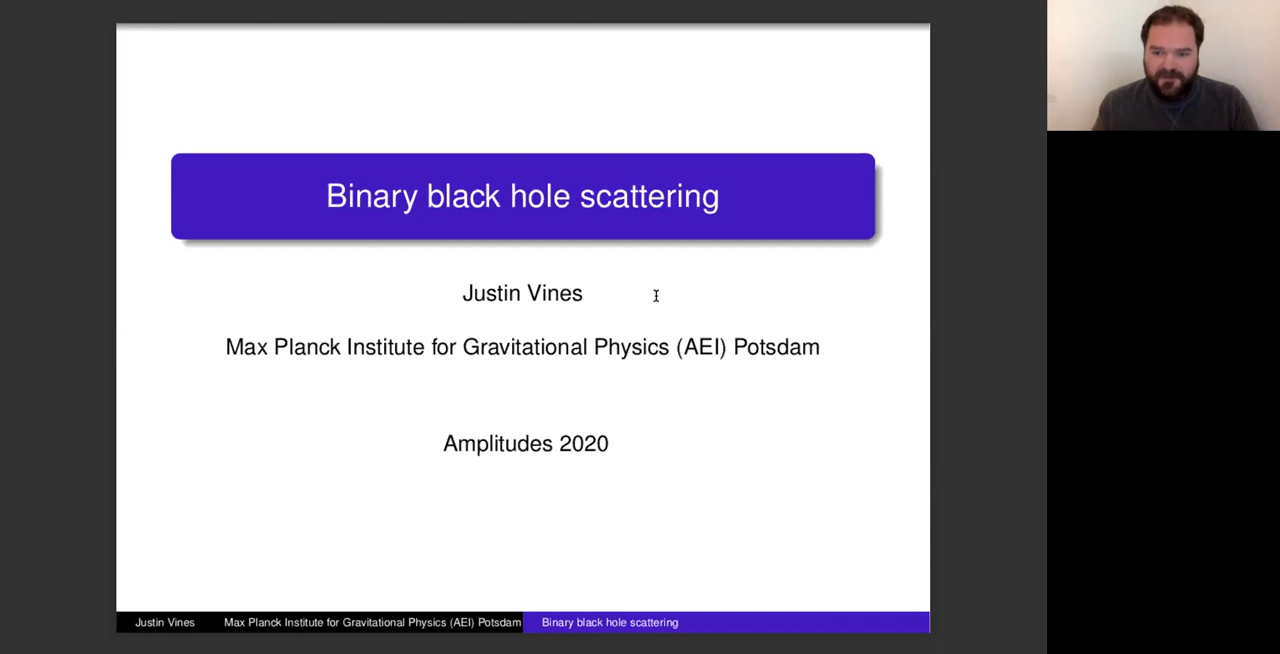 Binary black hole scattering
Justin Vines
Max Planck Institute for Gravitational Physics (AEI) Potsdam
Amplitudes 2020
Justin Vines Max Planck Institute for Gravitational Physics (AEI) Potsdam Binary black hole scattering